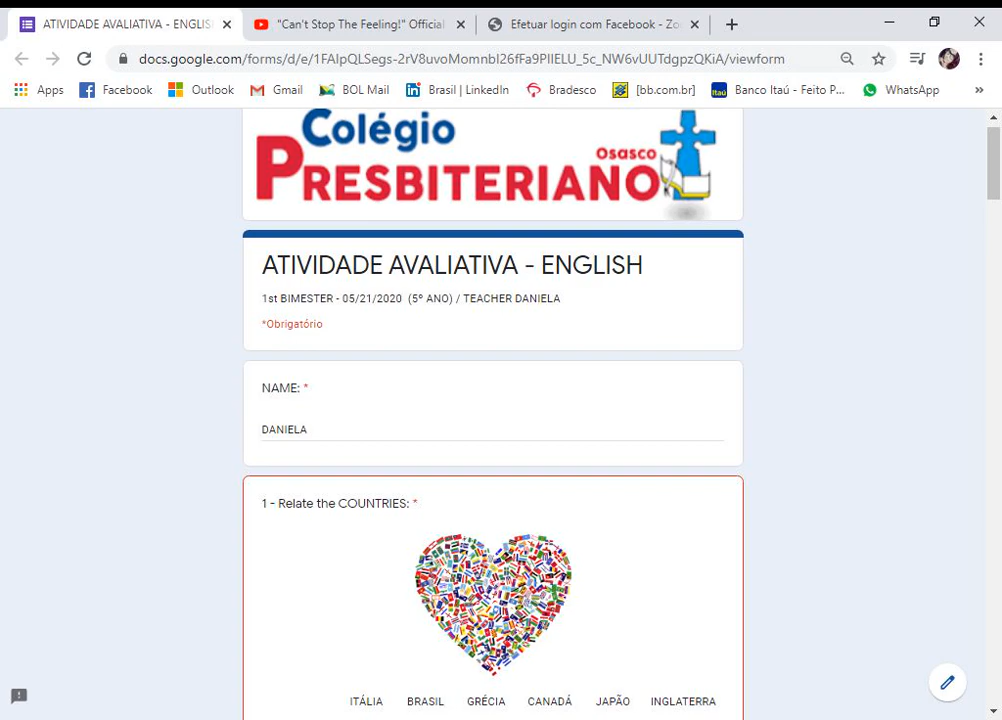 ATIVIDADE AVALIATIVA - ENGLIS
"Can't Stop The Feeling!" Official
Efetuar login com Facebook - Zo
docs.google.com/forms/d/e/1FAIpQLSegs-2rV8uvoMomnbI26fFa9PIIELU_5c_NW6vUUTdgpzQKiA/viewform
Apps Facebook Outlook Gmail BOL Mail Brasil | LinkedIn Bradesco [bb.com.br] Itaú Banco Itaú - Feito P... WhatsApp »
Colégio
PRESBITERIANO
Osasco
ATIVIDADE AVALIATIVA - ENGLISH
1st BIMESTER - 05/21/2020 (5º ANO) / TEACHER DANIELA
*Obrigatório
NAME: *
DANIELA
1 - Relate the COUNTRIES: *
ITÁLIA BRASIL GRÉCIA CANADÁ JAPÃO INGLATERRA